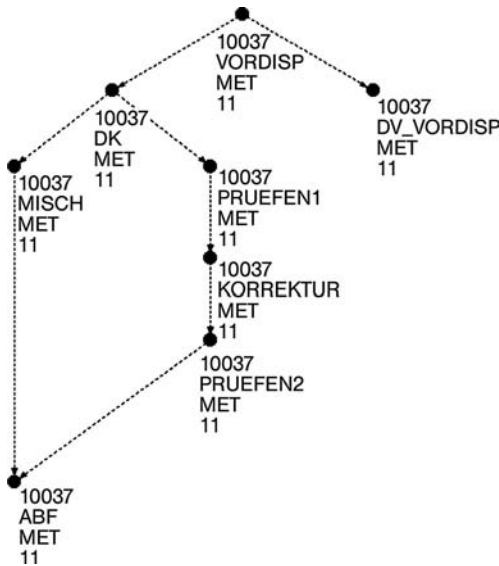 10037
VORDISP
MET
11
10037
DK
MET
11
10037
DV_VORDISP
MET
11
10037
MISCH
MET
11
10037
PRUEFEN1
MET
11
10037
KORREKTUR
MET
11
10037
PRUEFEN2
MET
11
10037
ABF
MET
11